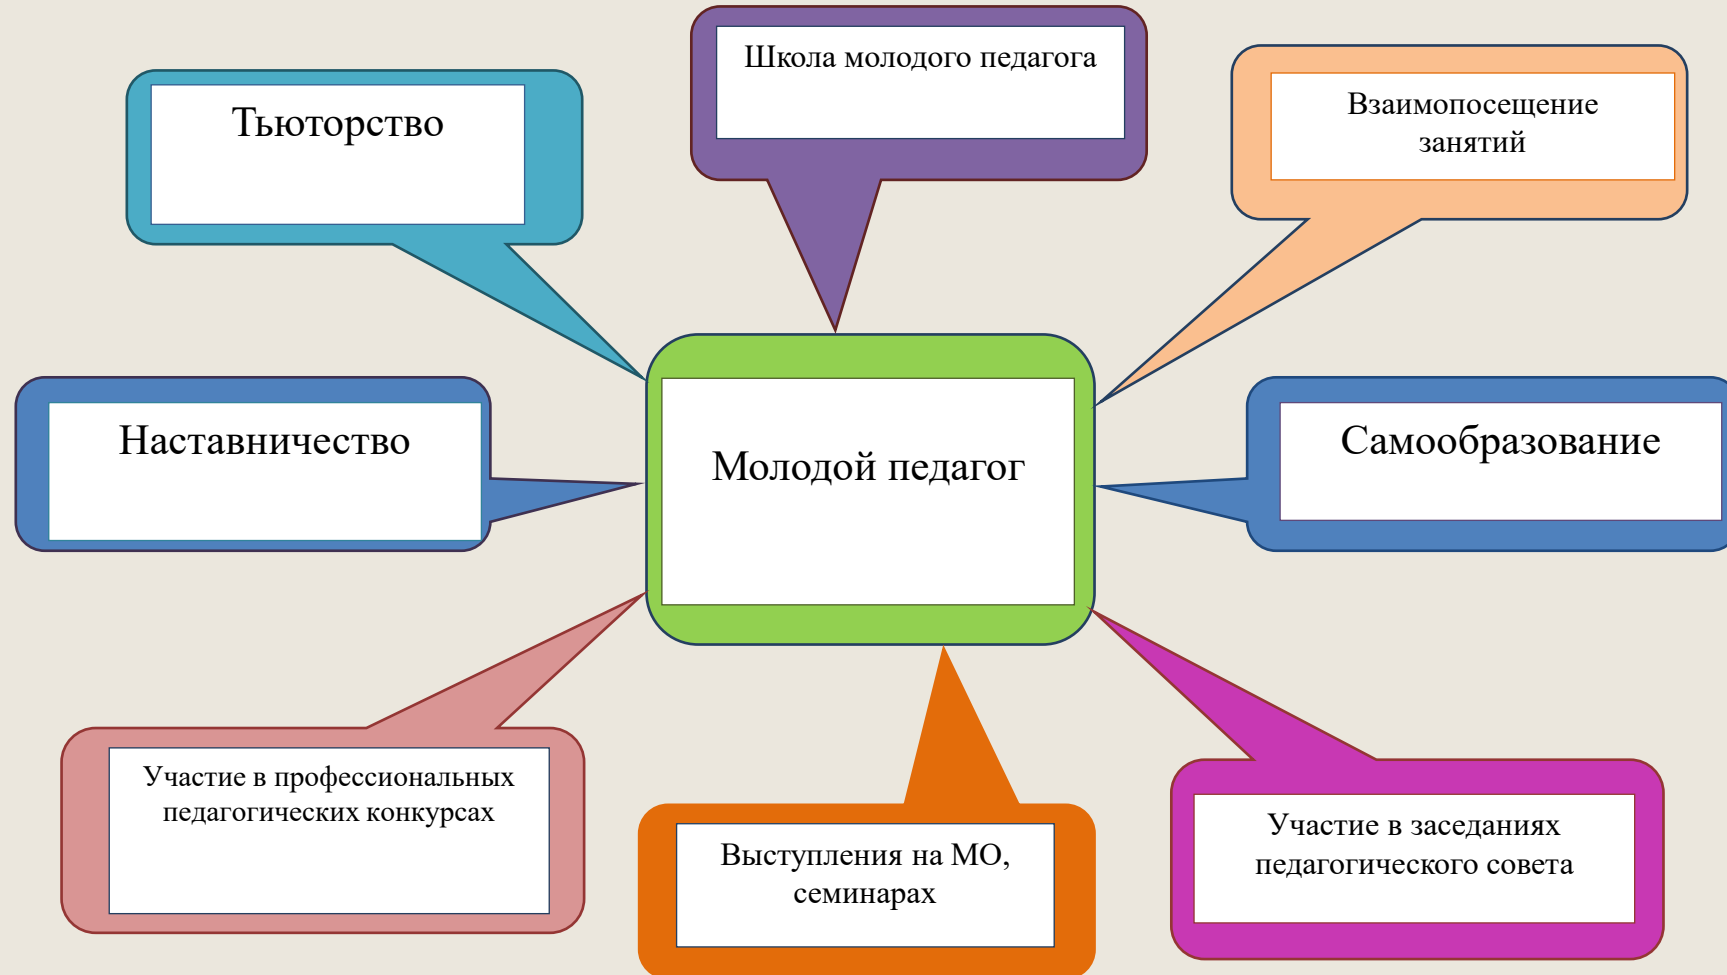 Школа молодого педагога
Тьюторство
Взаимопосещение
занятий
Наставничество
Молодой педагог
Самообразование
Участие в профессиональных
педагогических конкурсах
Выступления на МО,
семинарах
Участие в заседаниях
педагогического совета